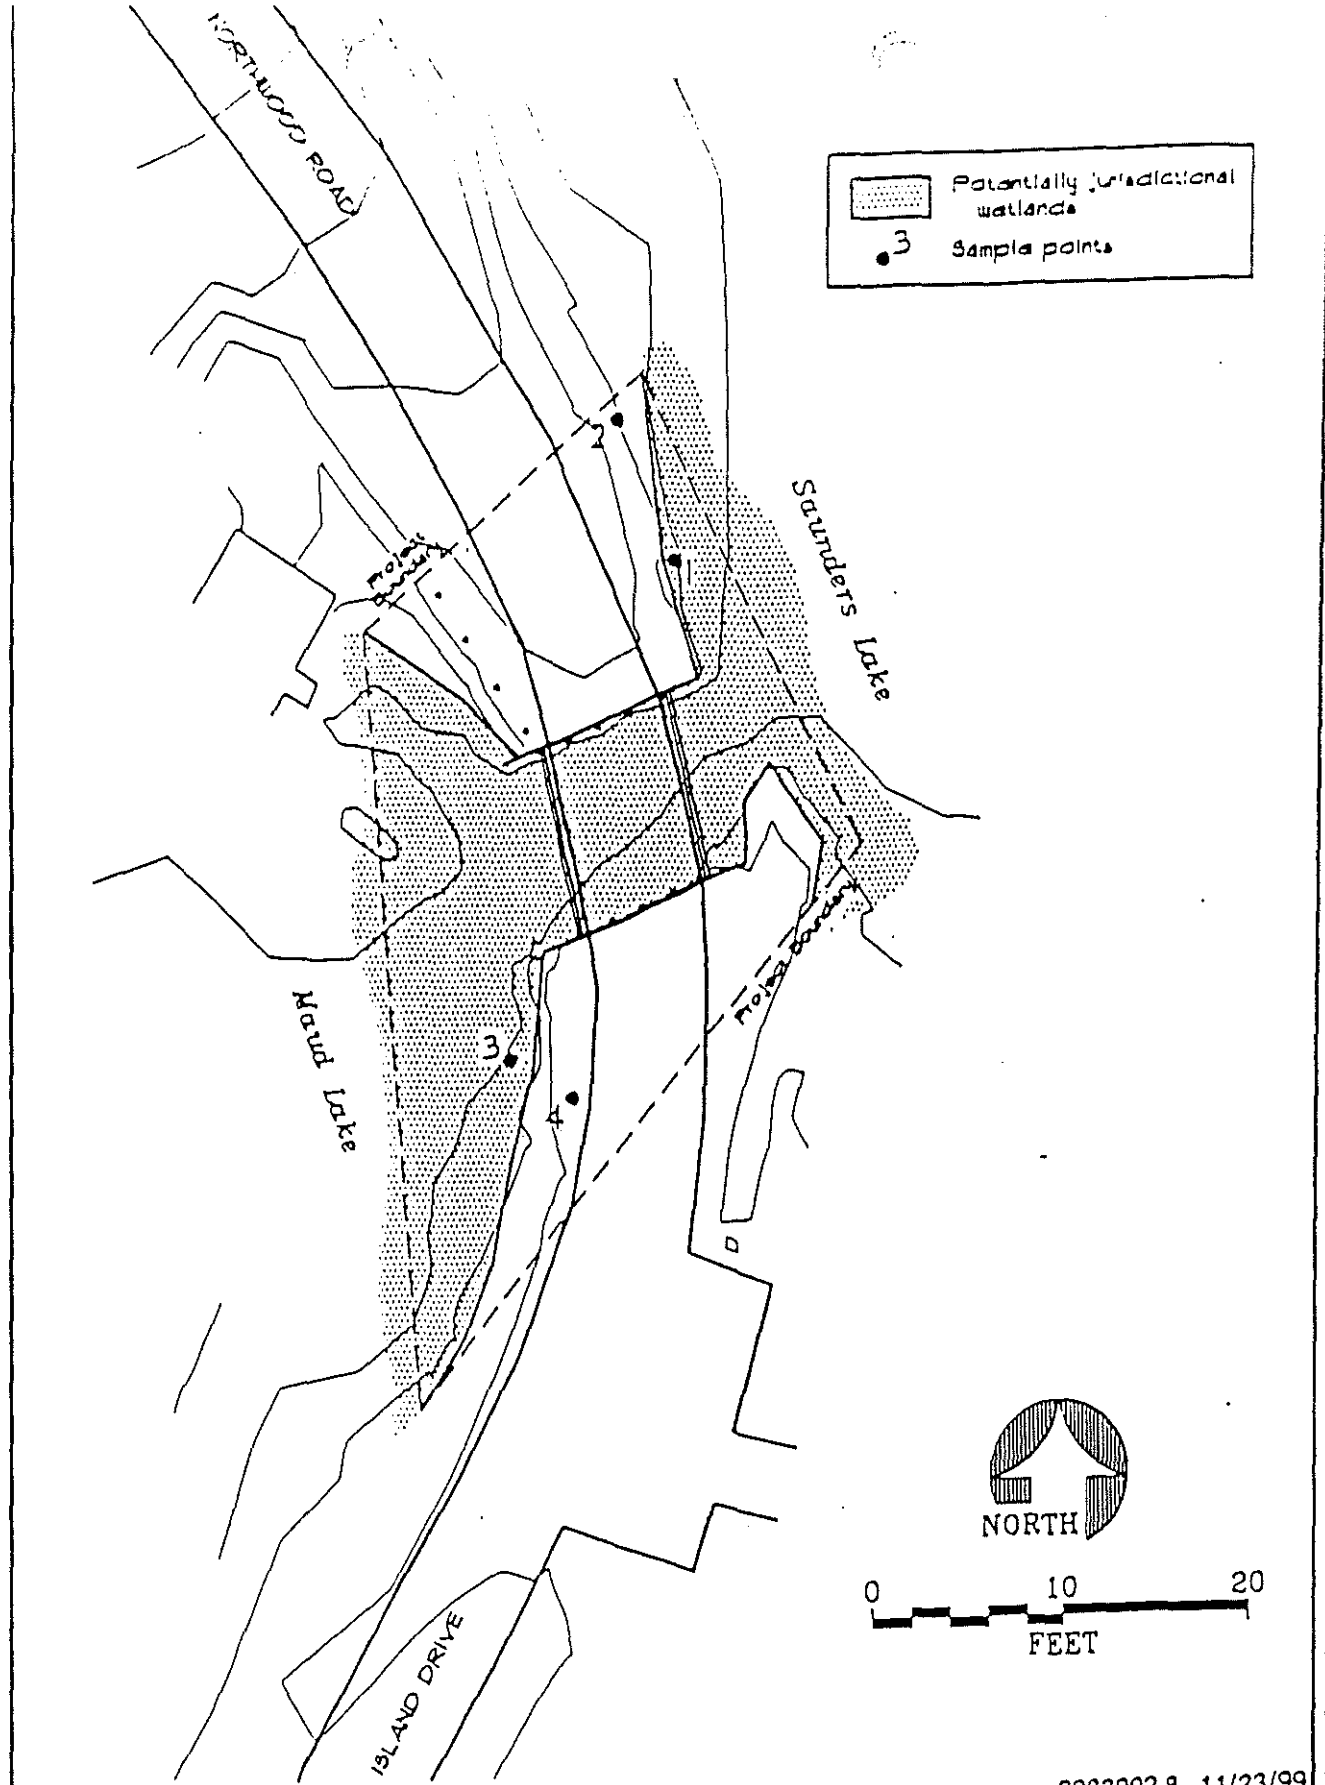 NORTHWOOD ROAD
Potentially jurisdictional
wetlands
3
Sample points
2
1
Project
Boundary
Saunders Lake
Project Boundary
Maud Lake
3
4
NORTH
0 10 20
FEET
ISLAND DRIVE
11/23/99